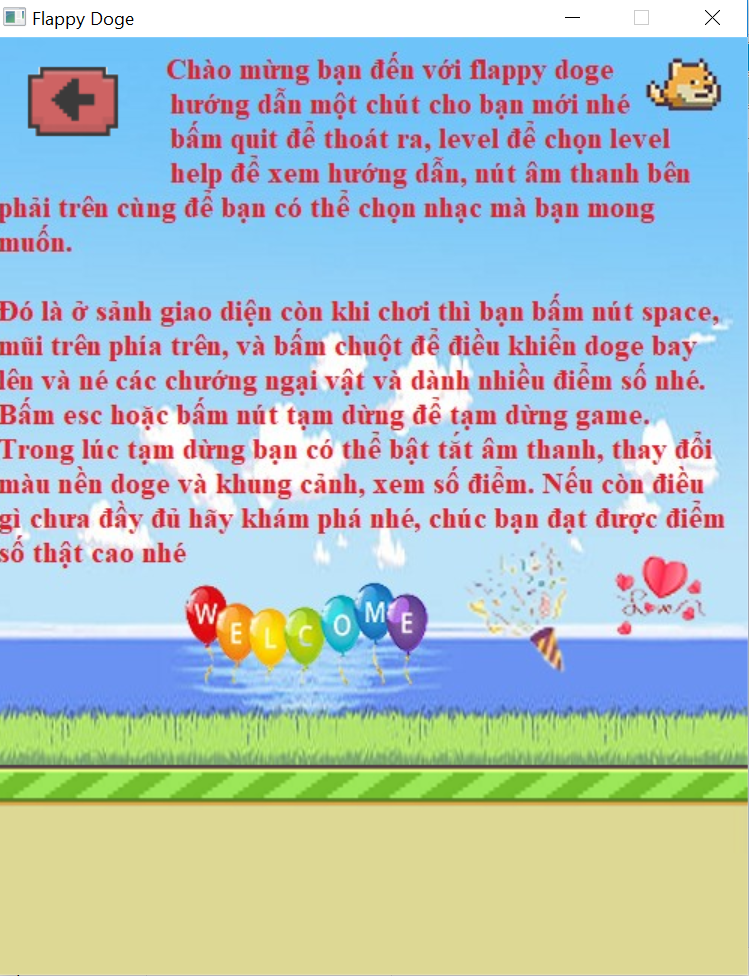 Flappy Doge
Chào mừng bạn đến với flappy doge
hướng dẫn một chút cho bạn mới nhé
bấm quit để thoát ra, level để chọn level
help để xem hướng dẫn, nút âm thanh bên
phải trên cùng để bạn có thể chọn nhạc mà bạn mong
muốn.
Đó là ở sảnh giao diện còn khi chơi thì bạn bấm nút space,
mũi trên phía trên, và bấm chuột để điều khiển doge bay
lên và né các chướng ngại vật và dành nhiều điểm số nhé.
Bấm esc hoặc bấm nút tạm dừng để tạm dừng game.
Trong lúc tạm dừng bạn có thể bật tắt âm thanh, thay đổi
màu nền doge và khung cảnh, xem số điểm. Nếu còn điều
gì chưa đầy đủ hãy khám phá nhé, chúc bạn đạt được điểm
số thật cao nhé
WELCOME
Love